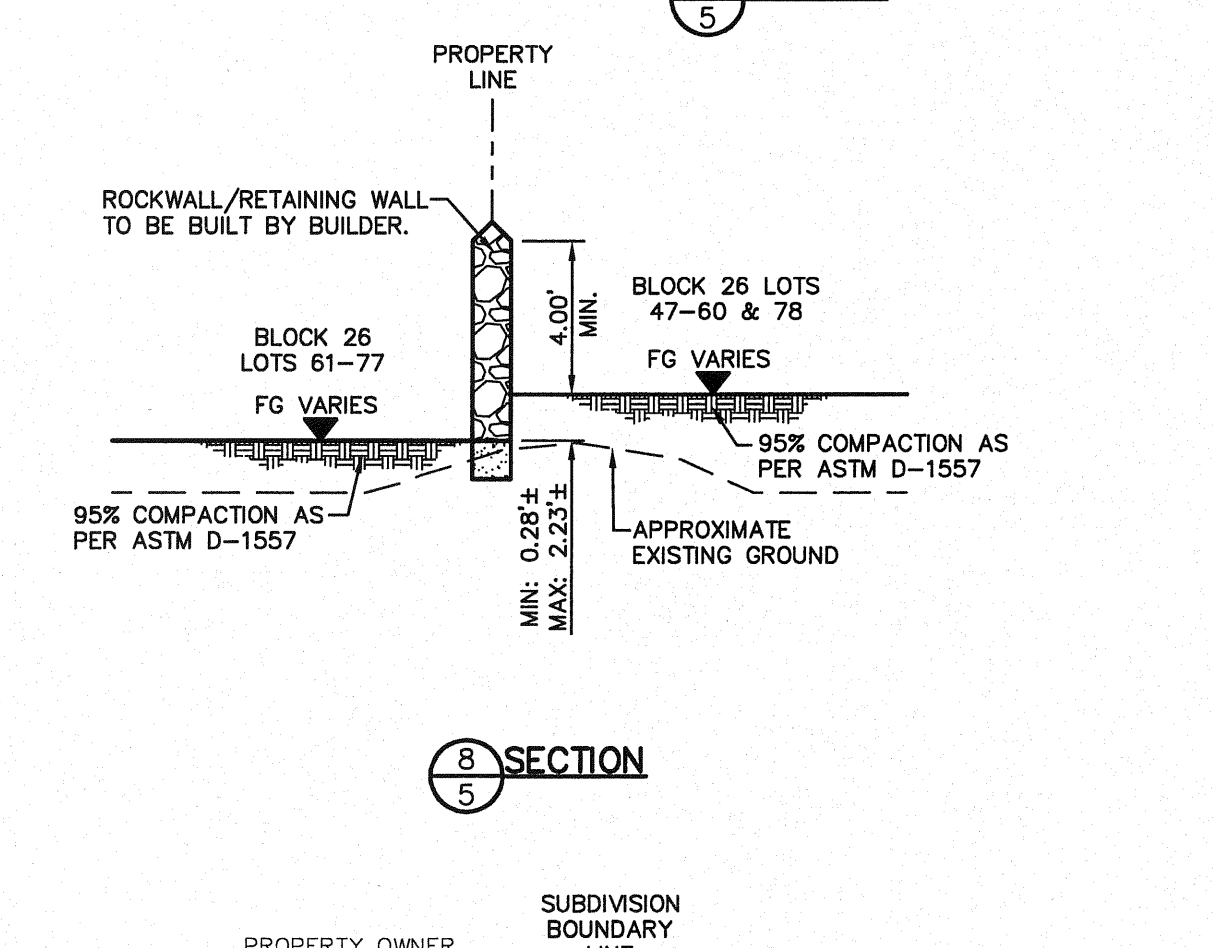 5
PROPERTY
LINE
ROCKWALL/RETAINING WALL
TO BE BUILT BY BUILDER.
4.00'
MIN.
BLOCK 26 LOTS
47-60 & 78
FG VARIES
BLOCK 26
LOTS 61-77
FG VARIES
95% COMPACTION AS
PER ASTM D-1557
95% COMPACTION AS
PER ASTM D-1557
MIN: 0.28'±
MAX: 2.23'±
APPROXIMATE
EXISTING GROUND
8 SECTION
5
SUBDIVISION
BOUNDARY
PROPERTY OWNER